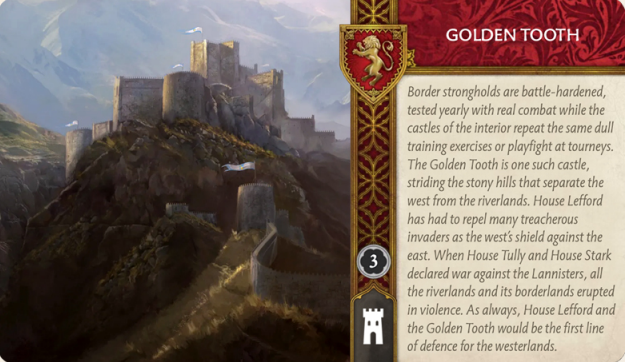 GOLDEN TOOTH
Border strongholds are battle-hardened,
tested yearly with real combat while the
castles of the interior repeat the same dull
training exercises or playfight at tourneys.
The Golden Tooth is one such castle,
striding the stony hills that separate the
west from the riverlands. House Lefford
has had to repel many treacherous
invaders as the west's shield against the
east. When House Tully and House Stark
declared war against the Lannisters, all
the riverlands and its borderlands erupted
in violence. As always, House Lefford and
the Golden Tooth would be the first line
of defence for the westerlands.
3